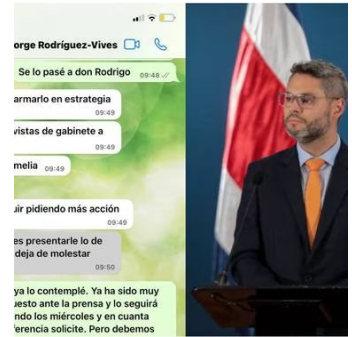 orge Rodríguez-Vives
Se lo pasé a don Rodrigo 09:48
armarlo en estrategia
09:49
vistas de gabinete a
09:49
melia 09:49
uir pidiendo más acción
09:49
es presentarle lo de
deja de molestar
09:50
ya lo contemplé. Ya ha sido muy
uesto ante la prensa y lo seguirá
ndo los miércoles y en cuanta
ferencia solicite. Pero debemos